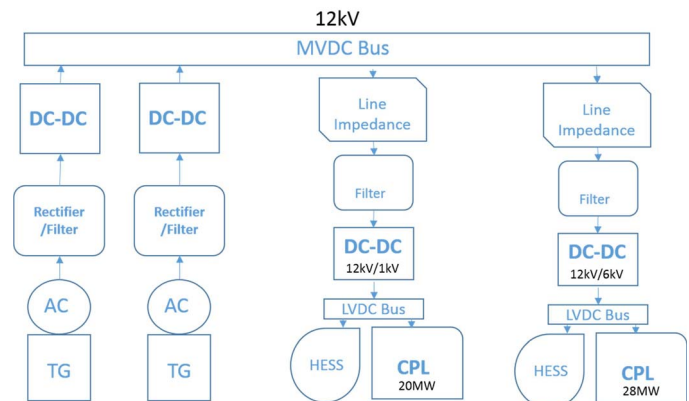 12kV
MVDC Bus
DC-DC
DC-DC
Line
Impedance
Line
Impedance
Filter
Filter
Rectifier
/Filter
Rectifier
/Filter
DC-DC
12kV/1kV
DC-DC
12kV/6kV
AC
AC
LVDC Bus
LVDC Bus
TG
TG
HESS
CPL
20MW
HESS
CPL
28MW